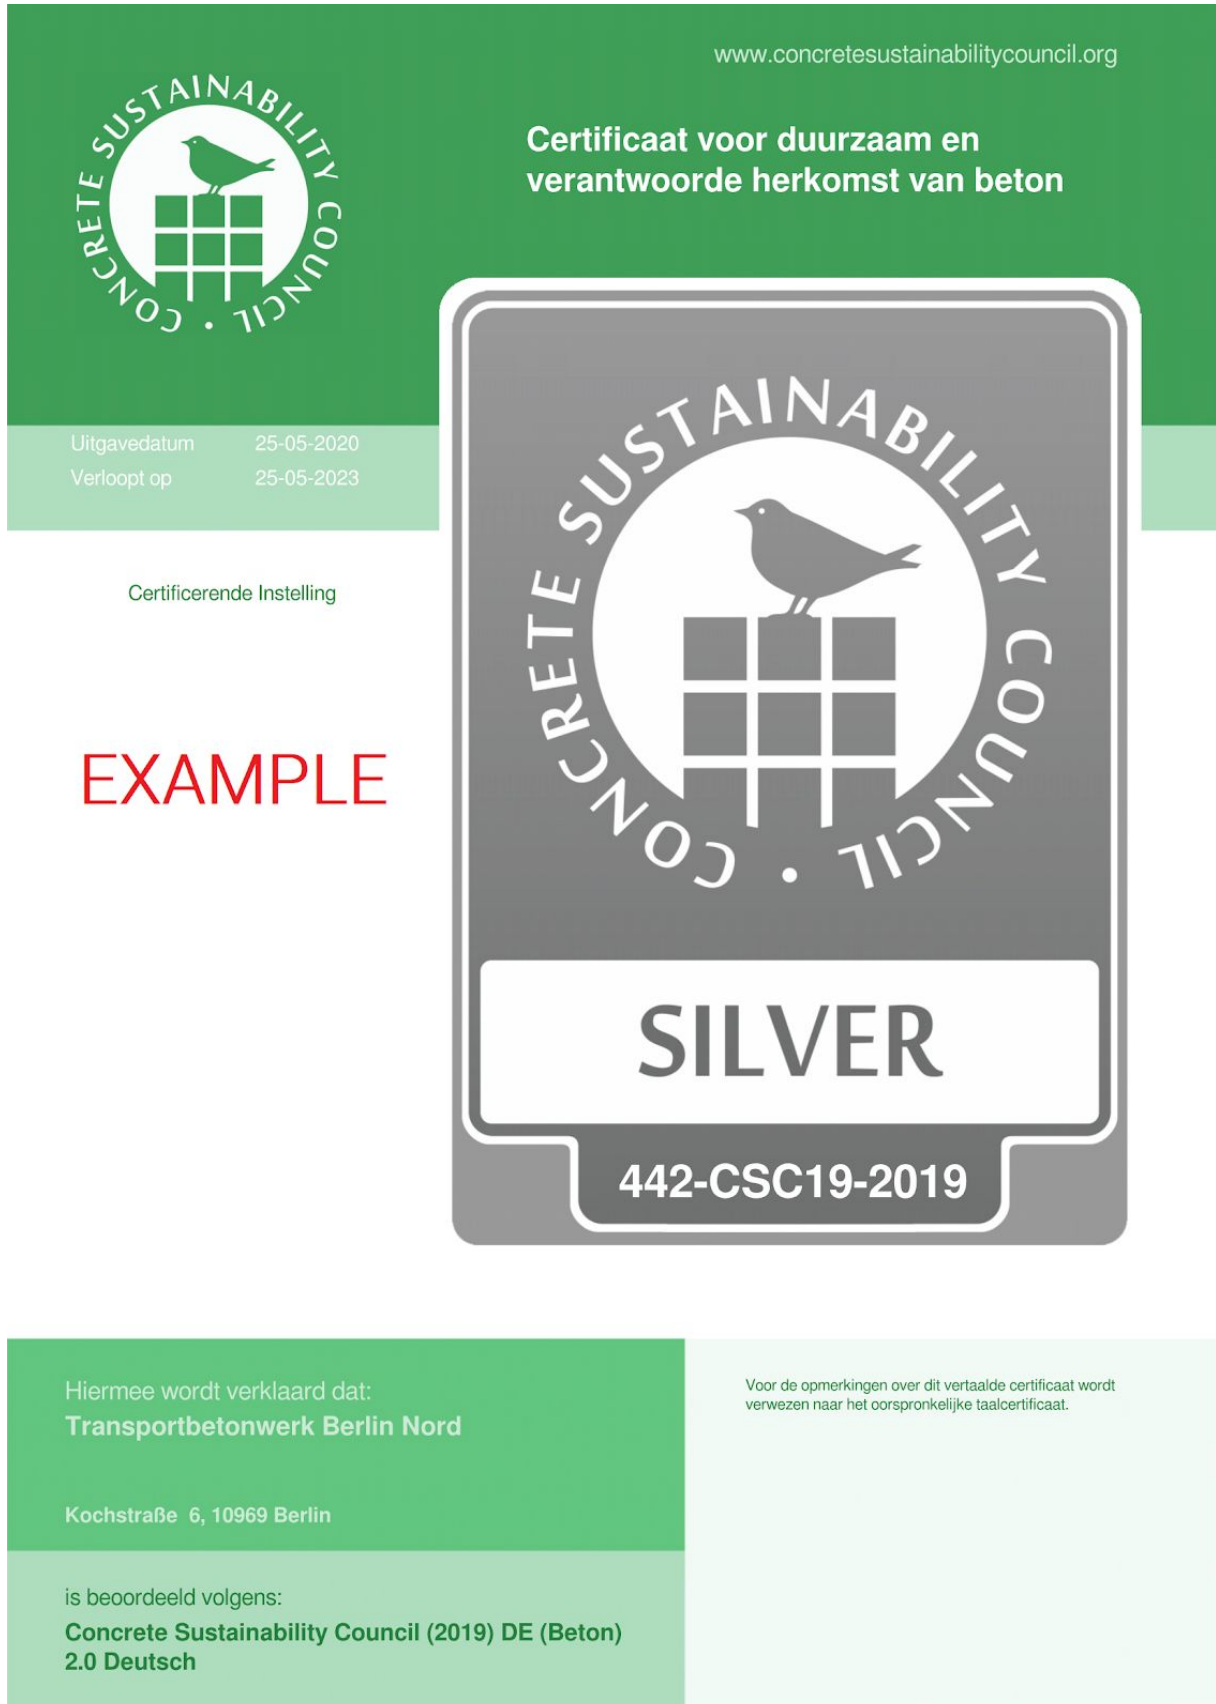 www.concretesustainabilitycouncil.org
CONCRETE SUSTAINABILITY COUNCIL ·
Certificaat voor duurzaam en
verantwoorde herkomst van beton
Uitgavedatum 25-05-2020
Verloopt op 25-05-2023
Certificerende Instelling
EXAMPLE
CONCRETE SUSTAINABILITY COUNCIL ·
SILVER
442-CSC19-2019
Hiermee wordt verklaard dat:
Transportbetonwerk Berlin Nord
Kochstraße 6, 10969 Berlin
is beoordeeld volgens:
Concrete Sustainability Council (2019) DE (Beton)
2.0 Deutsch
Voor de opmerkingen over dit vertaalde certificaat wordt
verwezen naar het oorspronkelijke taalcertificaat.